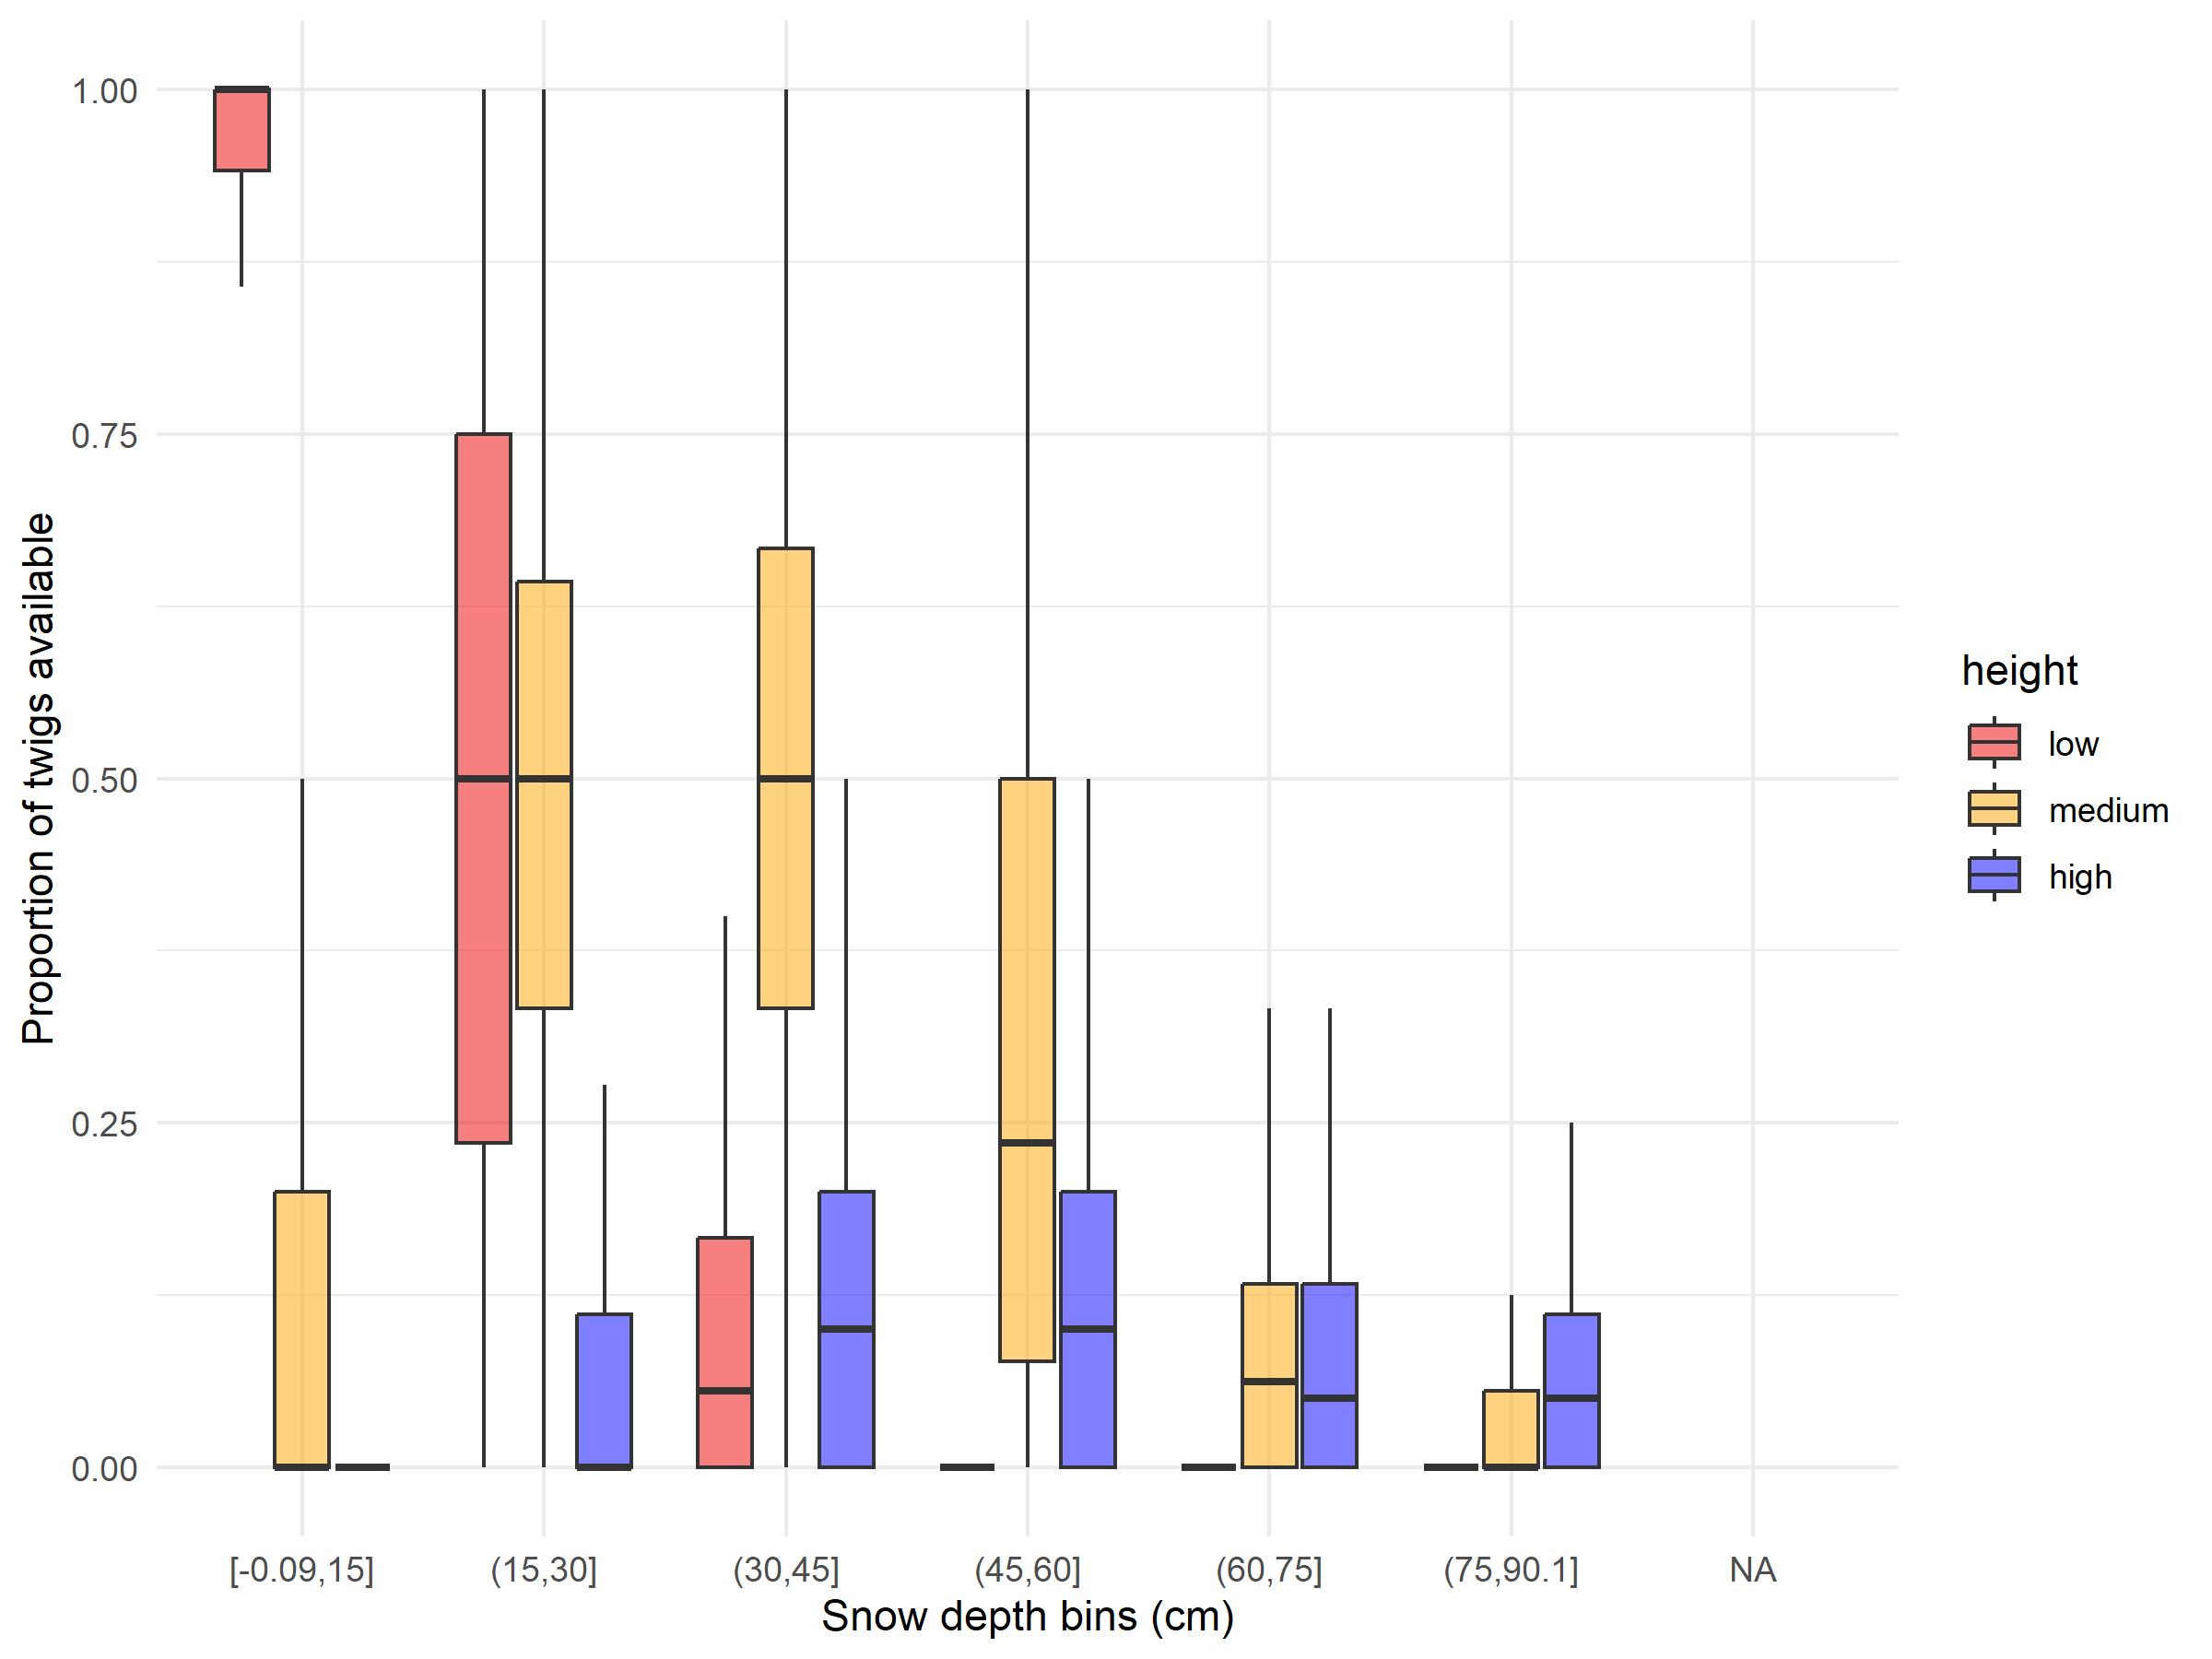 1.00
0.75
0.50
0.25
0.00
Proportion of twigs available
[-0.09,15]
(15,30]
(30,45]
(45,60]
(60,75]
(75,90.1]
NA
Snow depth bins (cm)
height
low
medium
high